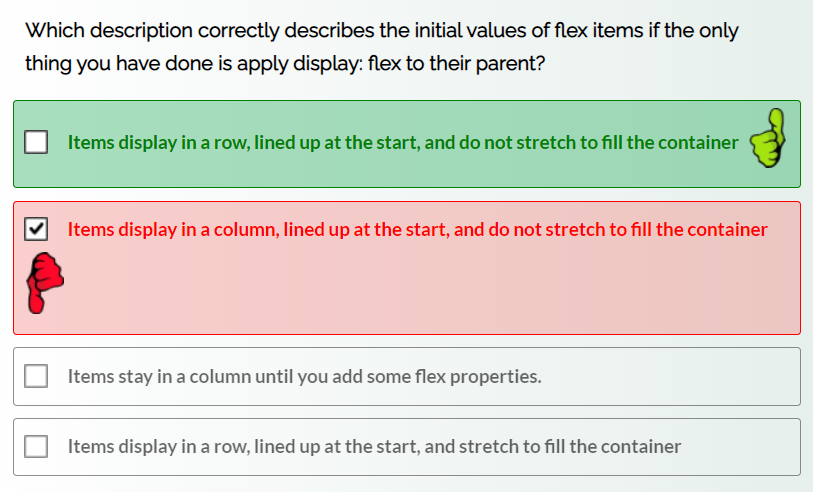 Which description correctly describes the initial values of flex items if the only
thing you have done is apply display: flex to their parent?
Items display in a row, lined up at the start, and do not stretch to fill the container
Items display in a column, lined up at the start, and do not stretch to fill the container
Items stay in a column until you add some flex properties.
Items display in a row, lined up at the start, and stretch to fill the container